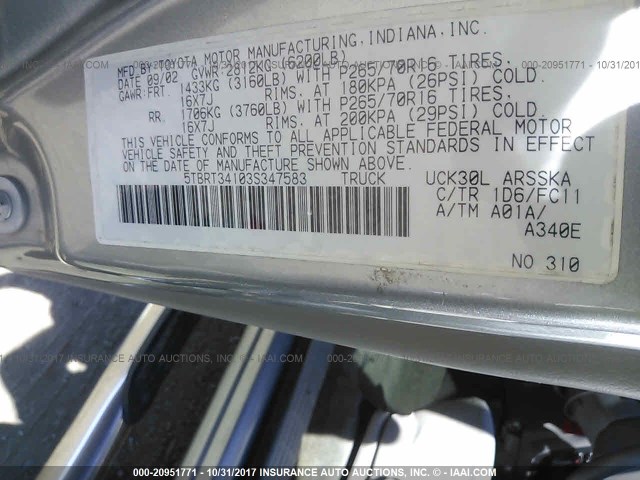 MFD.BY:TOYOTA MOTOR MANUFACTURING,INDIANA,INC.
DATE 09/02 GVWR:2812KG (6200LB)
GAWR:FRT. 1433KG (3160LB) WITH P265/70R16 TIRES.
16X7J RIMS. AT 180KPA (26PSI) COLD.
RR. 1706KG (3760LB) WITH P265/70R16 TIRES.
16X7J RIMS. AT 200KPA (29PSI) COLD.
THIS VEHICLE CONFORMS TO ALL APPLICABLE FEDERAL MOTOR
VEHICLE SAFETY AND THEFT PREVENTION STANDARDS IN EFFECT
ON THE DATE OF MANUFACTURE SHOWN ABOVE.
5TBRT34103S347583 TRUCK UCK30L ARSSKA
C/TR 1D6/FC11
A/TM A01A/
A340E
NO 310
000-20951771 - 10/31/2017 INSURANCE AUTO AUCTIONS, INC. - IAAI.COM